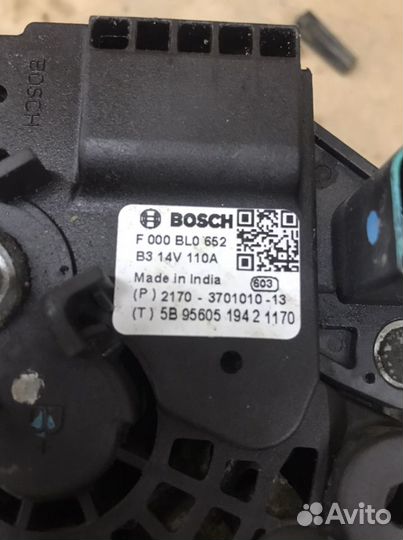 BOSCH
BOSCH
F 000 BL0 652
B3 14V 110A
Made in India
603
(P) 2170 - 3701010 -13
(T) 5B 95605 194 2 1170
Avito